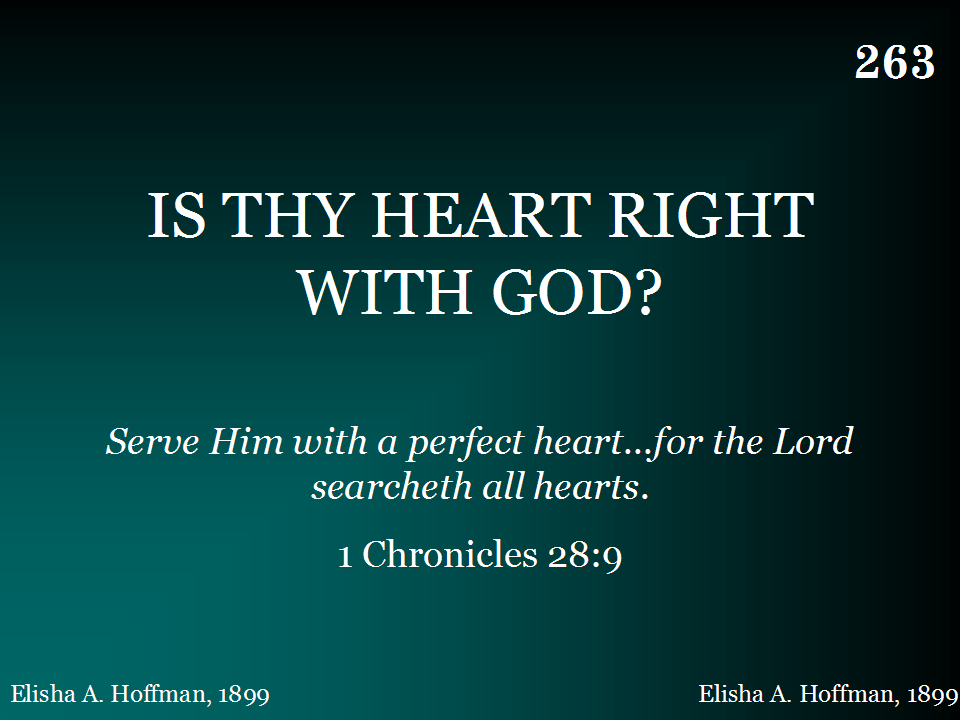 263
IS THY HEART RIGHT
WITH GOD?
Serve Him with a perfect heart...for the Lord
searcheth all hearts.
1 Chronicles 28:9
Elisha A. Hoffman, 1899
Elisha A. Hoffman, 1899